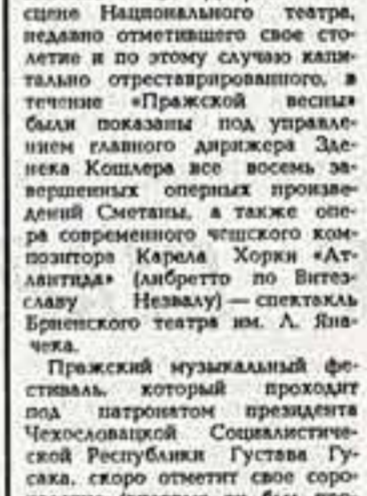 сцене Национального театра,
недавно отметившего свое сто-
летие и по этому случаю капи-
тально отреставрированного, в
течение «Пражской весны»
были показаны под управле-
нием главного дирижера Зде-
нека Кошлера все восемь за-
вершенных оперных произве-
дений Сметаны, а также опе-
ра современного чешского ком-
позитора Карела Хорки «Ат-
лантида» (либретто по Витез-
славу Незвалу) — спектакль
Брненского театра им. Л. Яна-
чека.
Пражский музыкальный фе-
стиваль, который проходит
под патронатом президента
Чехословацкой Социалистиче-
ской Республики Густава Гу-
сака, скоро отметит свое соро-